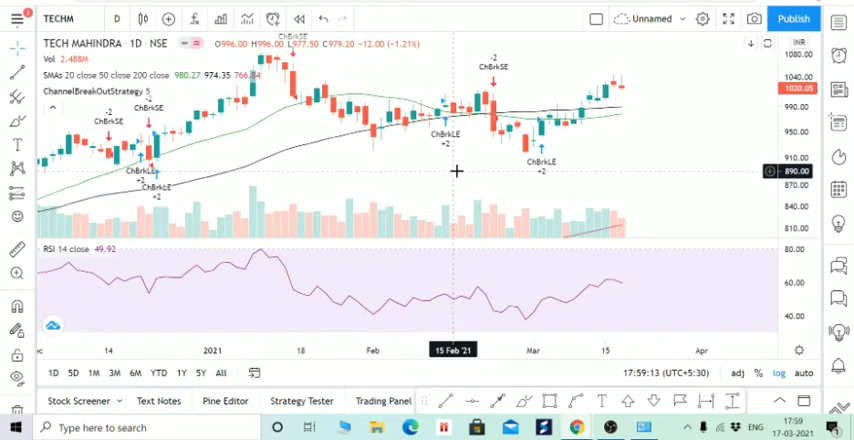 2
TECHM
D
Unnamed
Publish
TECH MAHINDRA · 1D · NSE
O996.00 H996.00 L977.50 C979.20 −12.00 (−1.21%)
INR
Vol 2.488M
SMAs 20 close 50 close 200 close 980.27 974.35 766.84
ChannelBreakOutStrategy 5
ChBrkSE
-2
ChBrkSE
-2
ChBrkSE
-2
ChBrkSE
ChBrkLE
+2
ChBrkLE
+2
ChBrkLE
+2
ChBrkLE
+2
1080.00
1040.00
1020.05
990.00
950.00
910.00
890.00
870.00
840.00
810.00
RSI 14 close 49.92
80.00
60.00
40.00
14
2021
18
Feb
15 Feb '21
Mar
15
Apr
1D 5D 1M 3M 6M YTD 1Y 5Y All
17:59:13 (UTC+5:30)
adj % log auto
Stock Screener
Text Notes
Pine Editor
Strategy Tester
Trading Panel
Type here to search
ENG
17:59
17-03-2021